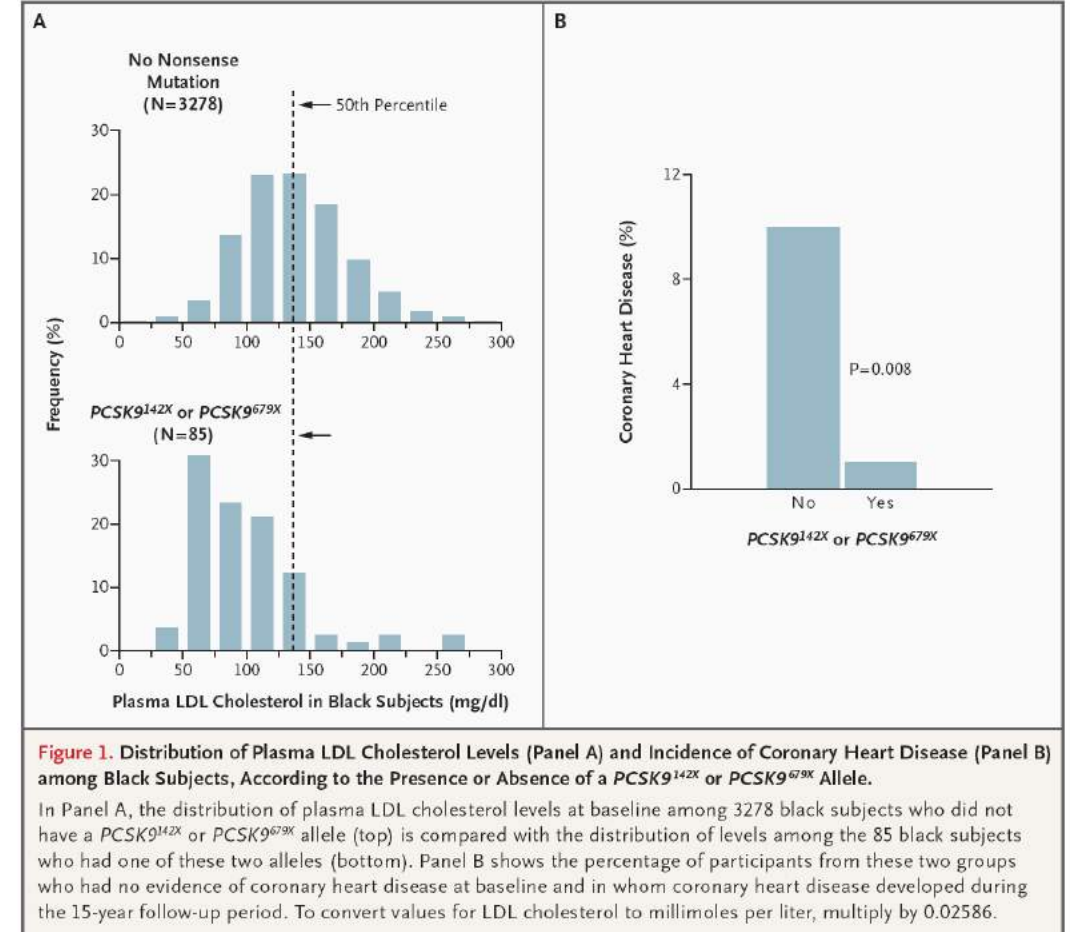 A
No Nonsense
Mutation
(N=3278)
50th Percentile
30
20
10
0
0 50 100 150 200 250 300
Frequency (%)
PCSK9142X or PCSK9679X
(N=85)
30
20
10
0
0 50 100 150 200 250 300
Plasma LDL Cholesterol in Black Subjects (mg/dl)
B
12
8
4
0
Coronary Heart Disease (%)
P=0.008
No Yes
PCSK9142X or PCSK9679X
Figure 1. Distribution of Plasma LDL Cholesterol Levels (Panel A) and Incidence of Coronary Heart Disease (Panel B)
among Black Subjects, According to the Presence or Absence of a PCSK9142X or PCSK9679X Allele.
In Panel A, the distribution of plasma LDL cholesterol levels at baseline among 3278 black subjects who did not
have a PCSK9142X or PCSK9679X allele (top) is compared with the distribution of levels among the 85 black subjects
who had one of these two alleles (bottom). Panel B shows the percentage of participants from these two groups
who had no evidence of coronary heart disease at baseline and in whom coronary heart disease developed during
the 15-year follow-up period. To convert values for LDL cholesterol to millimoles per liter, multiply by 0.02586.